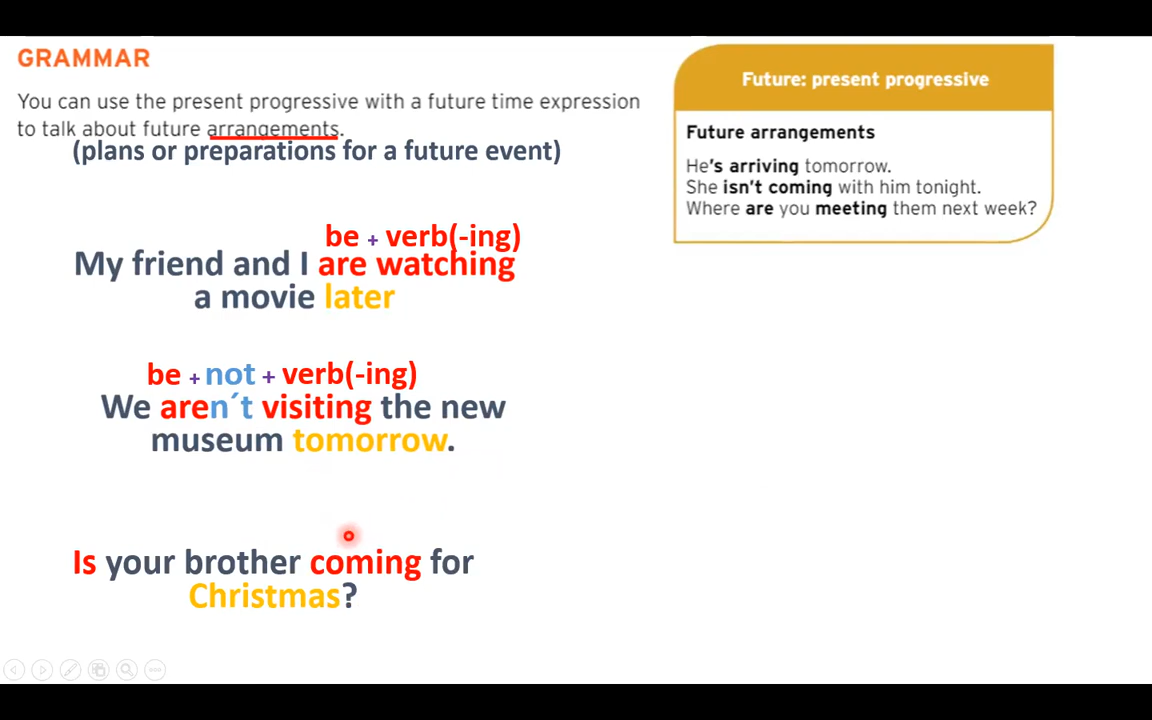 GRAMMAR
You can use the present progressive with a future time expression
to talk about future arrangements.
(plans or preparations for a future event)
be + verb(-ing)
My friend and I are watching
a movie later
be + not + verb(-ing)
We aren´t visiting the new
museum tomorrow.
Is your brother coming for
Christmas?
Future: present progressive
Future arrangements
He's arriving tomorrow.
She isn't coming with him tonight.
Where are you meeting them next week?